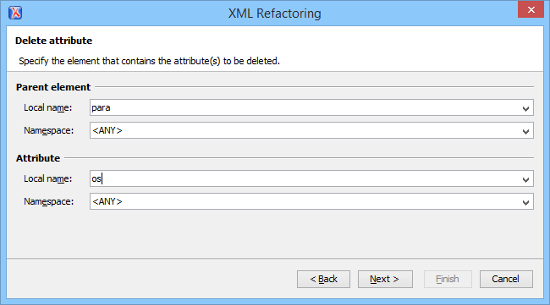 XML Refactoring
Delete attribute
Specify the element that contains the attribute(s) to be deleted.
Parent element
Local name: para
Namespace: <ANY>
Attribute
Local name: os
Namespace: <ANY>
< Back Next > Finish Cancel